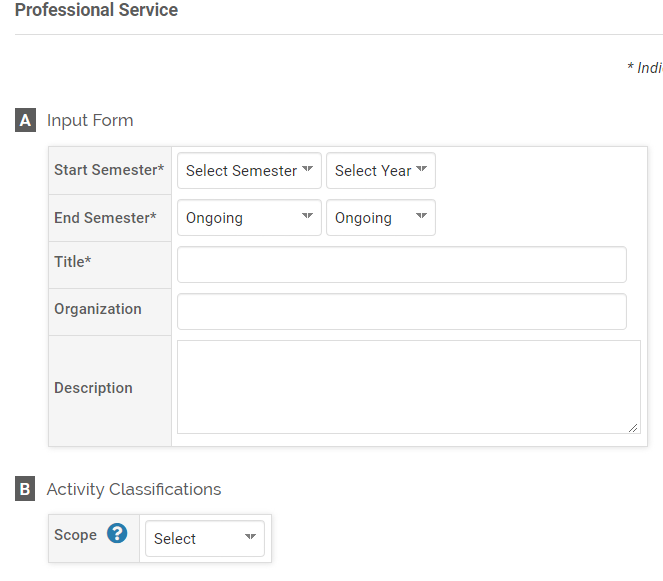 Professional Service
* Indi
A Input Form
Start Semester* Select Semester Select Year
End Semester* Ongoing Ongoing
Title*
Organization
Description
B Activity Classifications
Scope ? Select